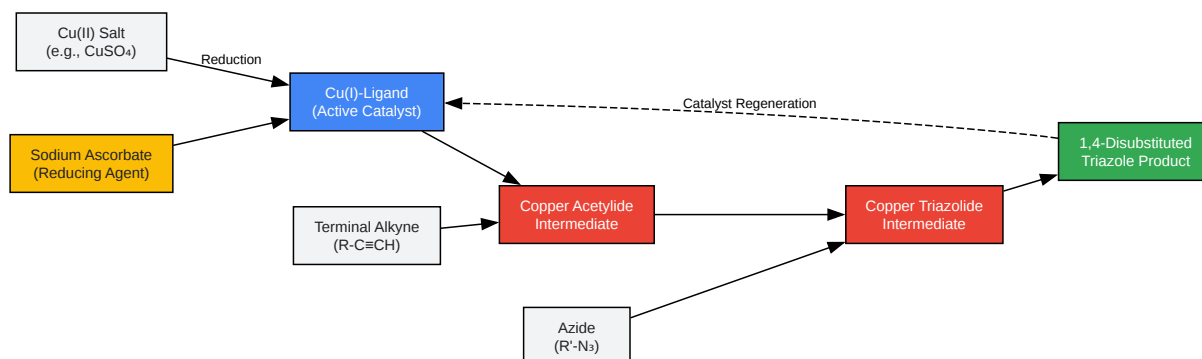 Cu(II) Salt
(e.g., CuSO₄)
Reduction
Cu(I)-Ligand
(Active Catalyst)
Catalyst Regeneration
Sodium Ascorbate
(Reducing Agent)
1,4-Disubstituted
Triazole Product
Terminal Alkyne
(R-C≡CH)
Copper Acetylide
Intermediate
Copper Triazolide
Intermediate
Azide
(R'-N₃)